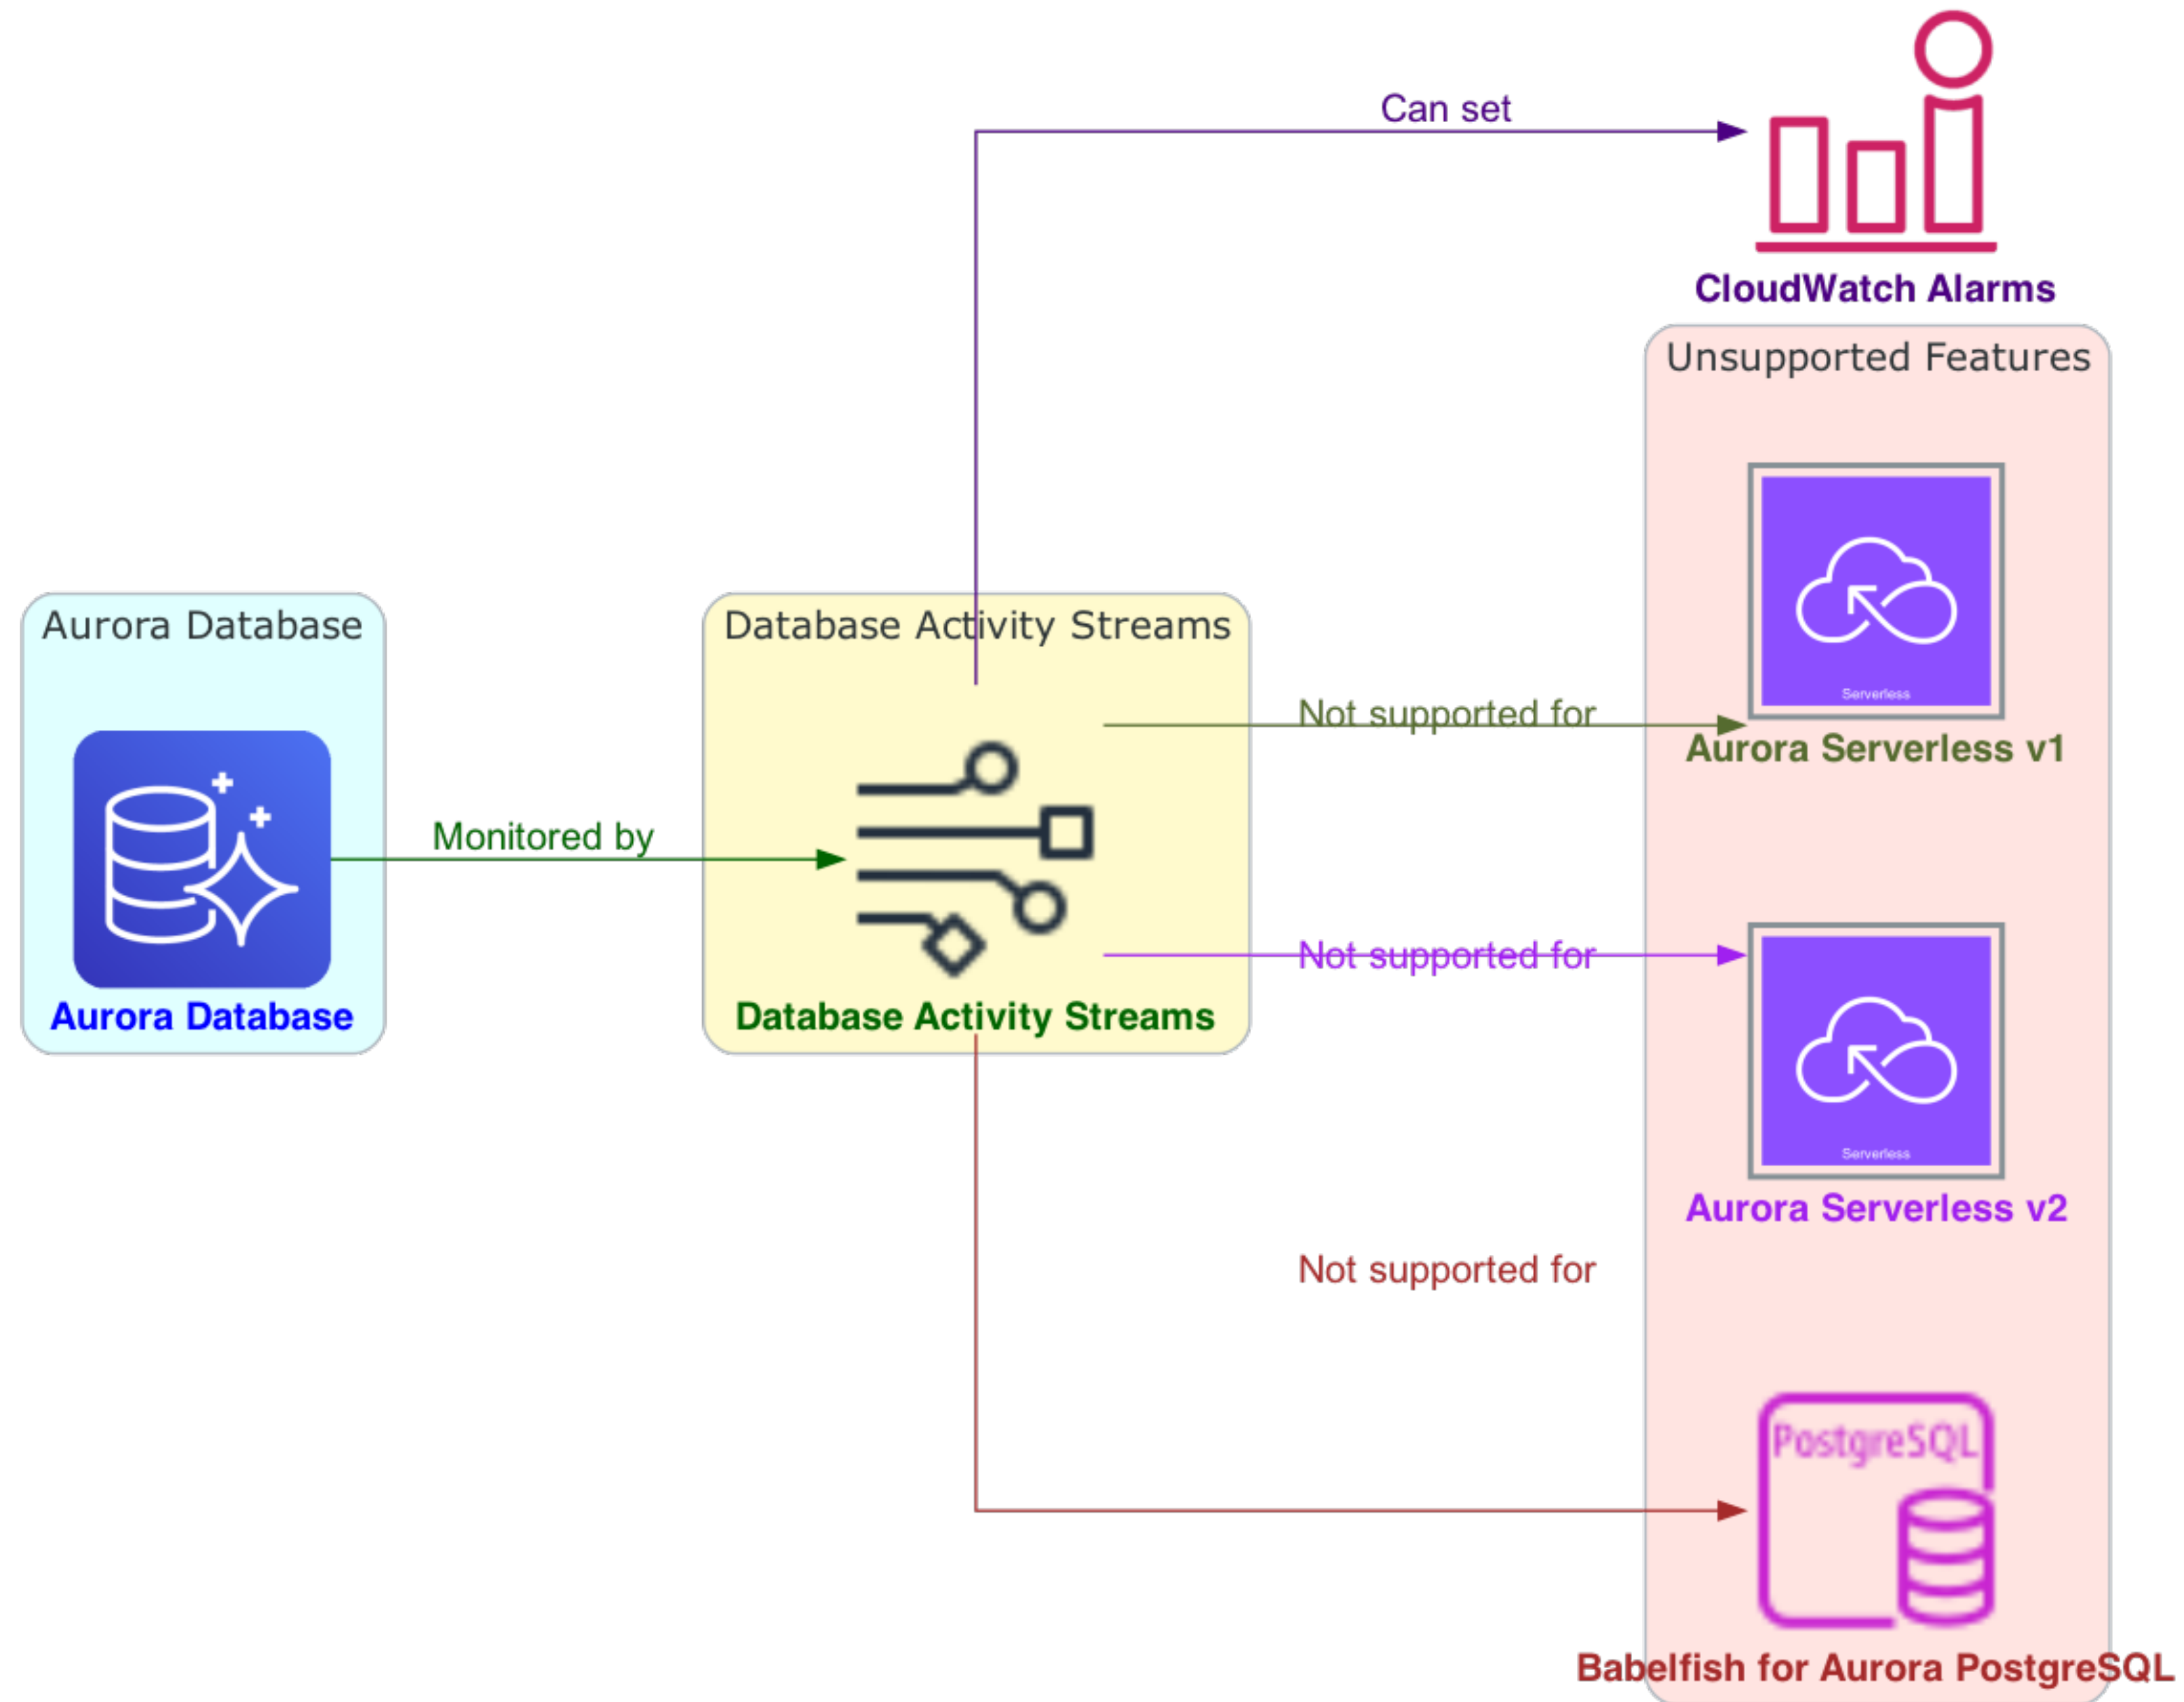 Can set
CloudWatch Alarms
Unsupported Features
Serverless
Aurora Serverless v1
Aurora Database
Aurora Database
Monitored by
Database Activity Streams
Database Activity Streams
Not supported for
Not supported for
Serverless
Aurora Serverless v2
Not supported for
PostgreSQL
Babelfish for Aurora PostgreSQL